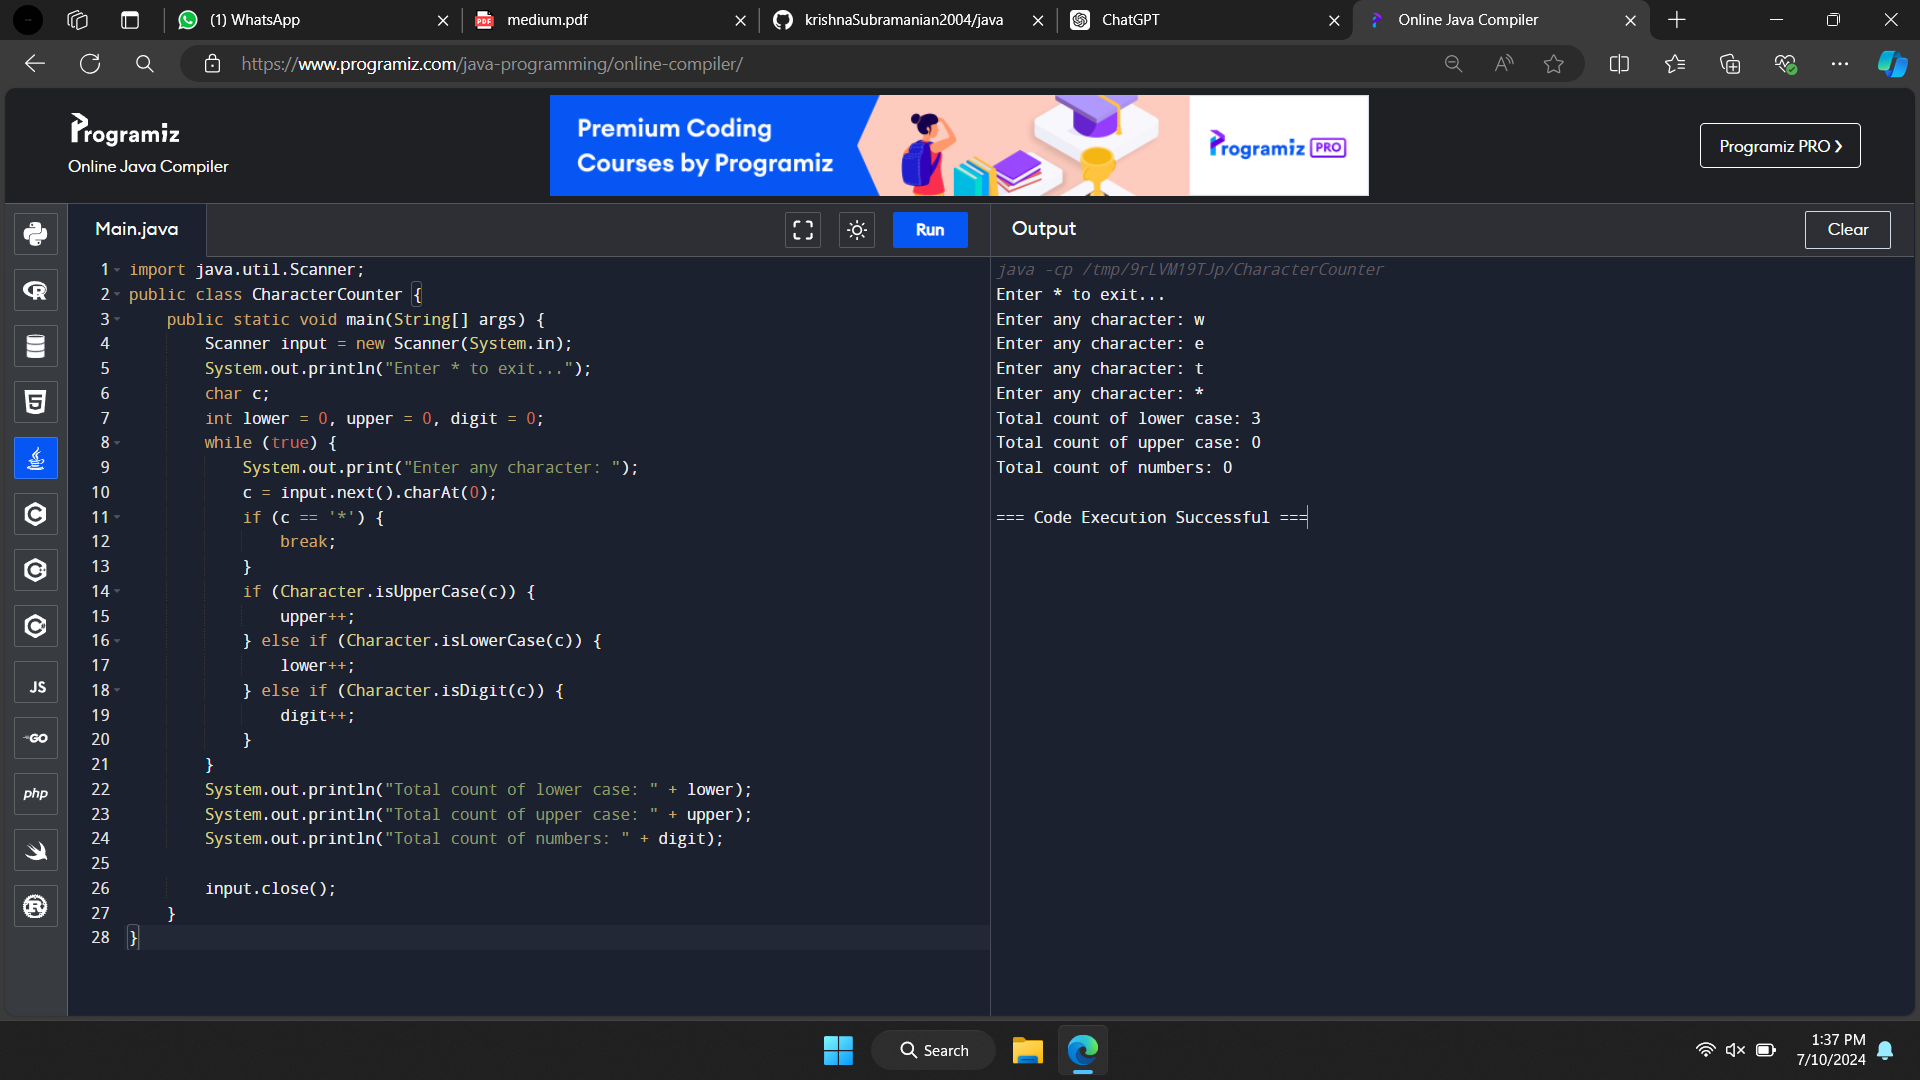 (1) WhatsApp
medium.pdf
krishnaSubramanian2004/java
ChatGPT
Online Java Compiler
https://www.programiz.com/java-programming/online-compiler/
Programiz
Online Java Compiler
Premium Coding
Courses by Programiz
Programiz PRO
Programiz PRO
Main.java
Run
Output
Clear
1 import java.util.Scanner;
2 public class CharacterCounter {
3     public static void main(String[] args) {
4         Scanner input = new Scanner(System.in);
5         System.out.println("Enter * to exit...");
6         char c;
7         int lower = 0, upper = 0, digit = 0;
8         while (true) {
9             System.out.print("Enter any character: ");
10             c = input.next().charAt(0);
11             if (c == '*') {
12                 break;
13             }
14             if (Character.isUpperCase(c)) {
15                 upper++;
16             } else if (Character.isLowerCase(c)) {
17                 lower++;
18             } else if (Character.isDigit(c)) {
19                 digit++;
20             }
21         }
22         System.out.println("Total count of lower case: " + lower);
23         System.out.println("Total count of upper case: " + upper);
24         System.out.println("Total count of numbers: " + digit);
25
26         input.close();
27     }
28 }
java -cp /tmp/9rLVM19TJp/CharacterCounter
Enter * to exit...
Enter any character: w
Enter any character: e
Enter any character: t
Enter any character: *
Total count of lower case: 3
Total count of upper case: 0
Total count of numbers: 0
=== Code Execution Successful ===
JS
GO
php
Search
1:37 PM
7/10/2024